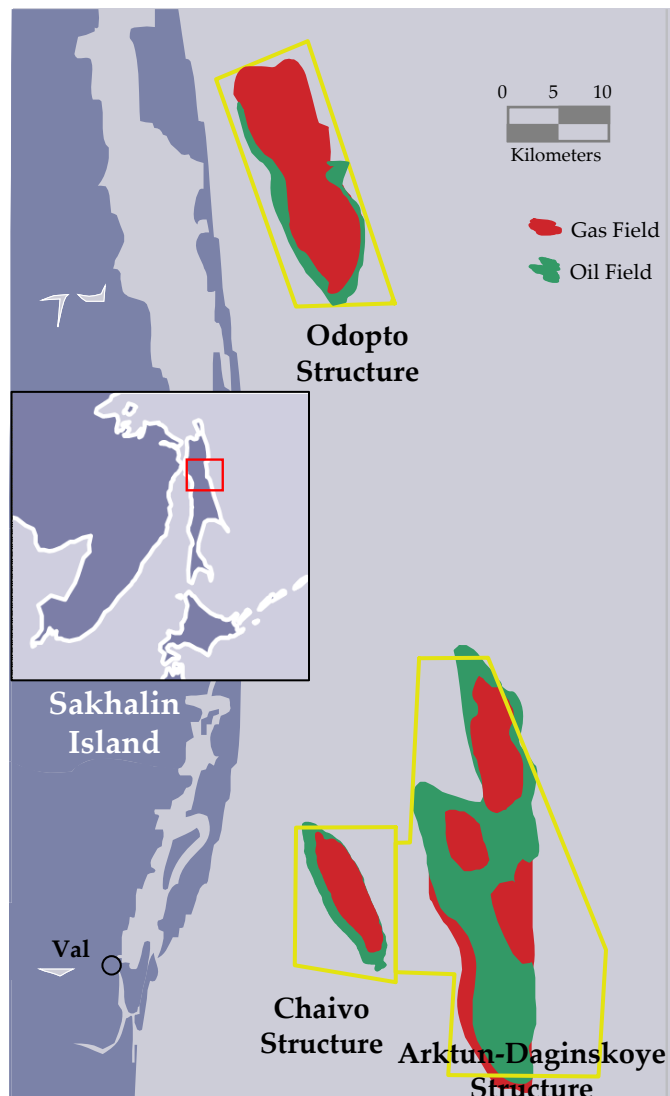 0 5 10
Kilometers
Gas Field
Oil Field
Odopto
Structure
Sakhalin
Island
Val
Chaivo
Structure
Arktun-Daginskoye
Structure